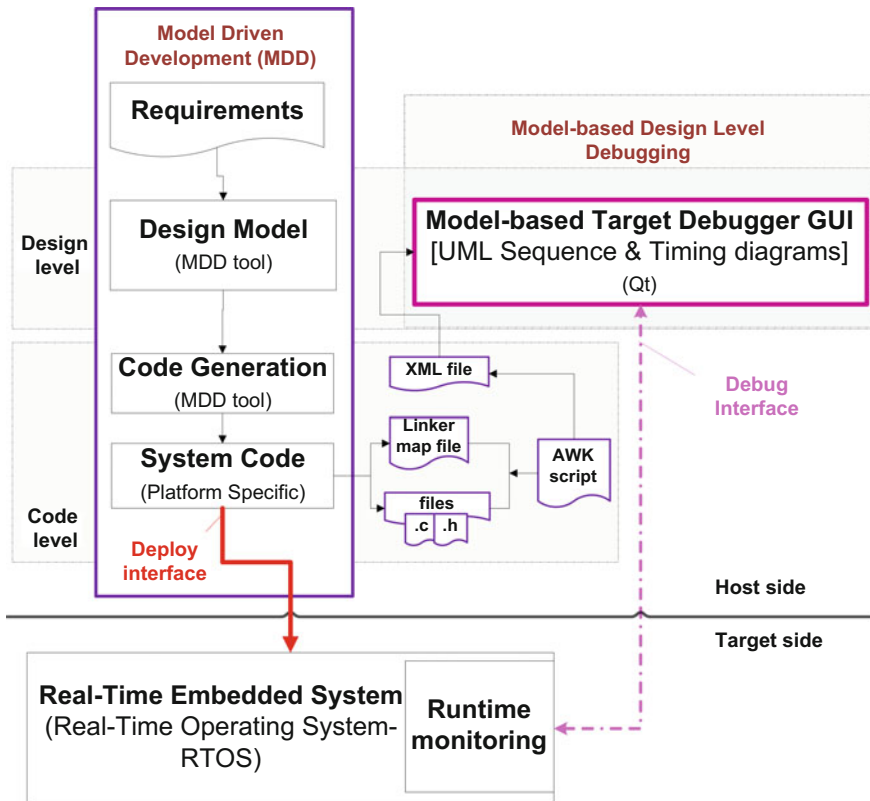 Model Driven
Development (MDD)
Requirements
Model-based Design Level
Debugging
Design
level
Design Model
(MDD tool)
Model-based Target Debugger GUI
[UML Sequence & Timing diagrams]
(Qt)
Code Generation
(MDD tool)
XML file
Debug
Interface
Linker
map file
AWK
script
System Code
(Platform Specific)
files
.c
.h
Code
level
Deploy
interface
Host side
Target side
Real-Time Embedded System
(Real-Time Operating System-
RTOS)
Runtime
monitoring